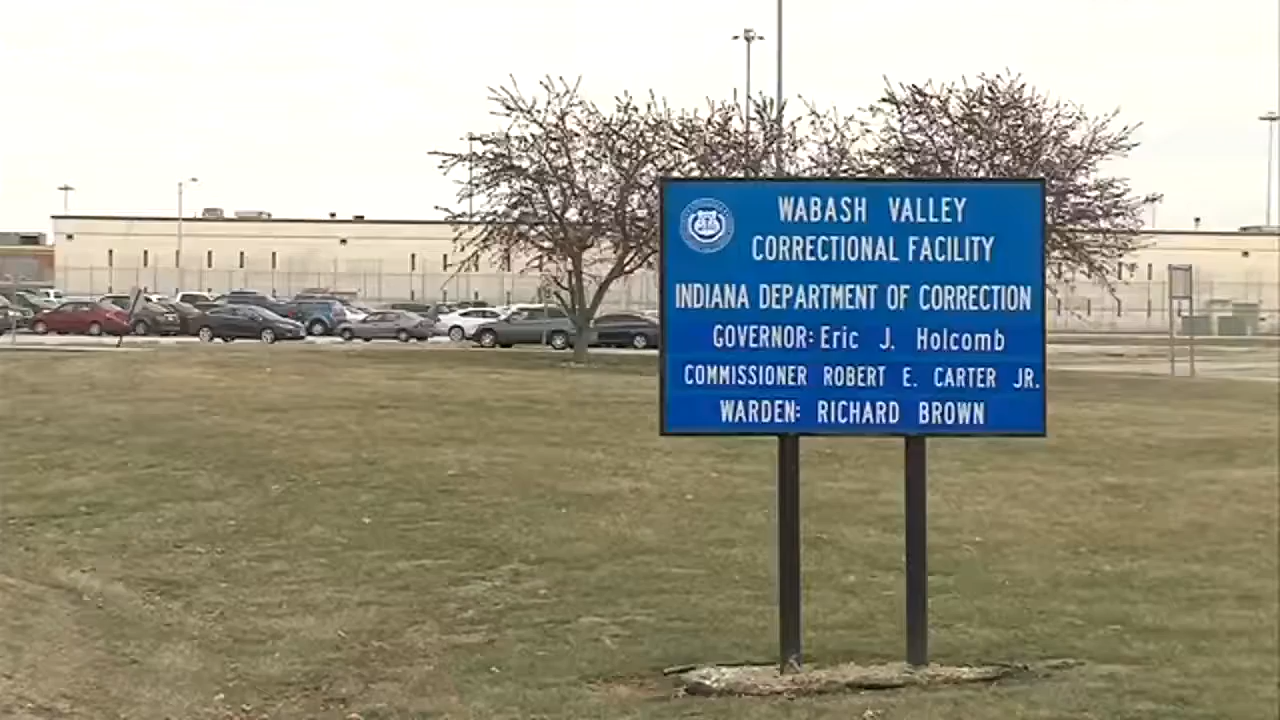 WABASH VALLEY
CORRECTIONAL FACILITY
INDIANA DEPARTMENT OF CORRECTION
GOVERNOR: Eric J. Holcomb
COMMISSIONER ROBERT E. CARTER JR.
WARDEN: RICHARD BROWN